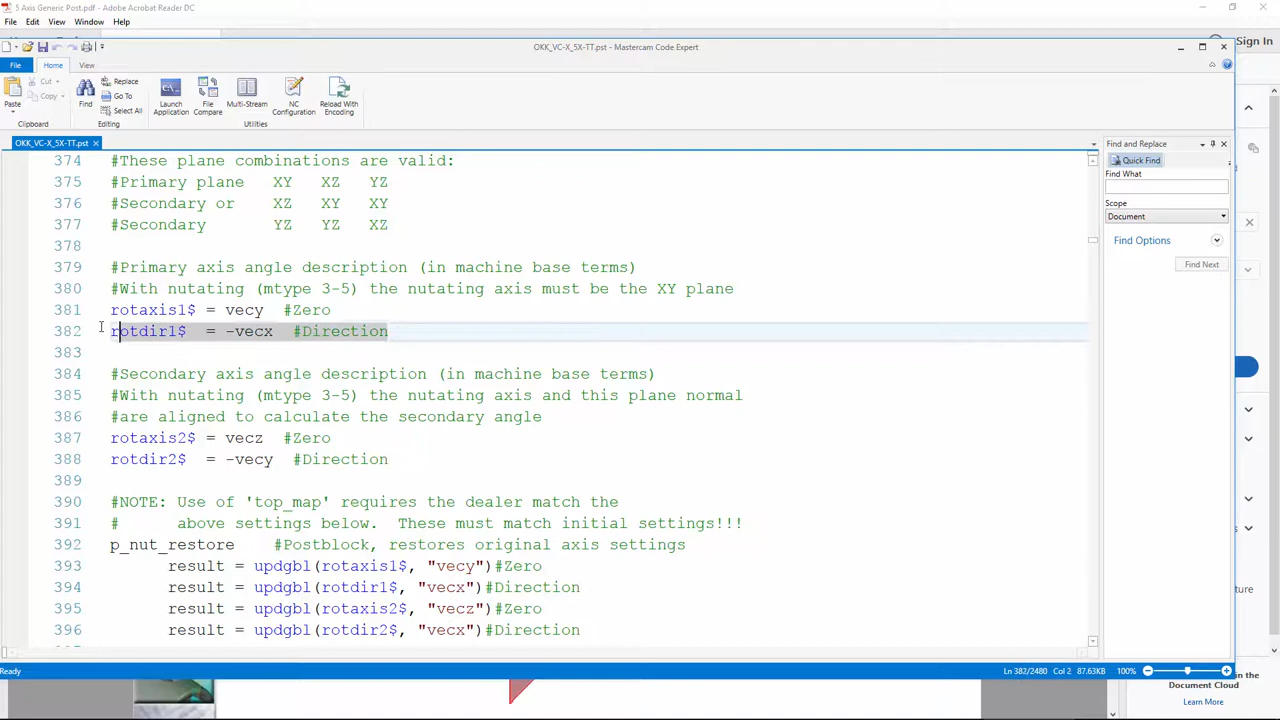 5 Axis Generic Post.pdf - Adobe Acrobat Reader DC
File Edit View Window Help
OKK_VC-X_5X-TT.pst - Mastercam Code Expert
Sign In
File Home View
Paste
Cut
Copy
Clipboard
Find
Replace
Go To
Select All
Editing
Launch Application
File Compare
Multi-Stream
NC Configuration
Reload With Encoding
Utilities
OKK_VC-X_5X-TT.pst
374 #These plane combinations are valid:
375 #Primary plane XY XZ YZ
376 #Secondary or XZ XY XY
377 #Secondary YZ YZ XZ
378
379 #Primary axis angle description (in machine base terms)
380 #With nutating (mtype 3-5) the nutating axis must be the XY plane
381 rotaxis1$ = vecy #Zero
382 rotdir1$ = -vecx #Direction
383
384 #Secondary axis angle description (in machine base terms)
385 #With nutating (mtype 3-5) the nutating axis and this plane normal
386 #are aligned to calculate the secondary angle
387 rotaxis2$ = vecz #Zero
388 rotdir2$ = -vecy #Direction
389
390 #NOTE: Use of 'top_map' requires the dealer match the
391 # above settings below. These must match initial settings!!!
392 p_nut_restore #Postblock, restores original axis settings
393 result = updgbl(rotaxis1$, "vecy")#Zero
394 result = updgbl(rotdir1$, "vecx")#Direction
395 result = updgbl(rotaxis2$, "vecz")#Zero
396 result = updgbl(rotdir2$, "vecx")#Direction
Find and Replace
Quick Find
Find What
Scope
Document
Find Options
Find Next
Ready
Ln 382/2480 Col 2 87.63KB 100%
stored in the
Document Cloud
Learn More